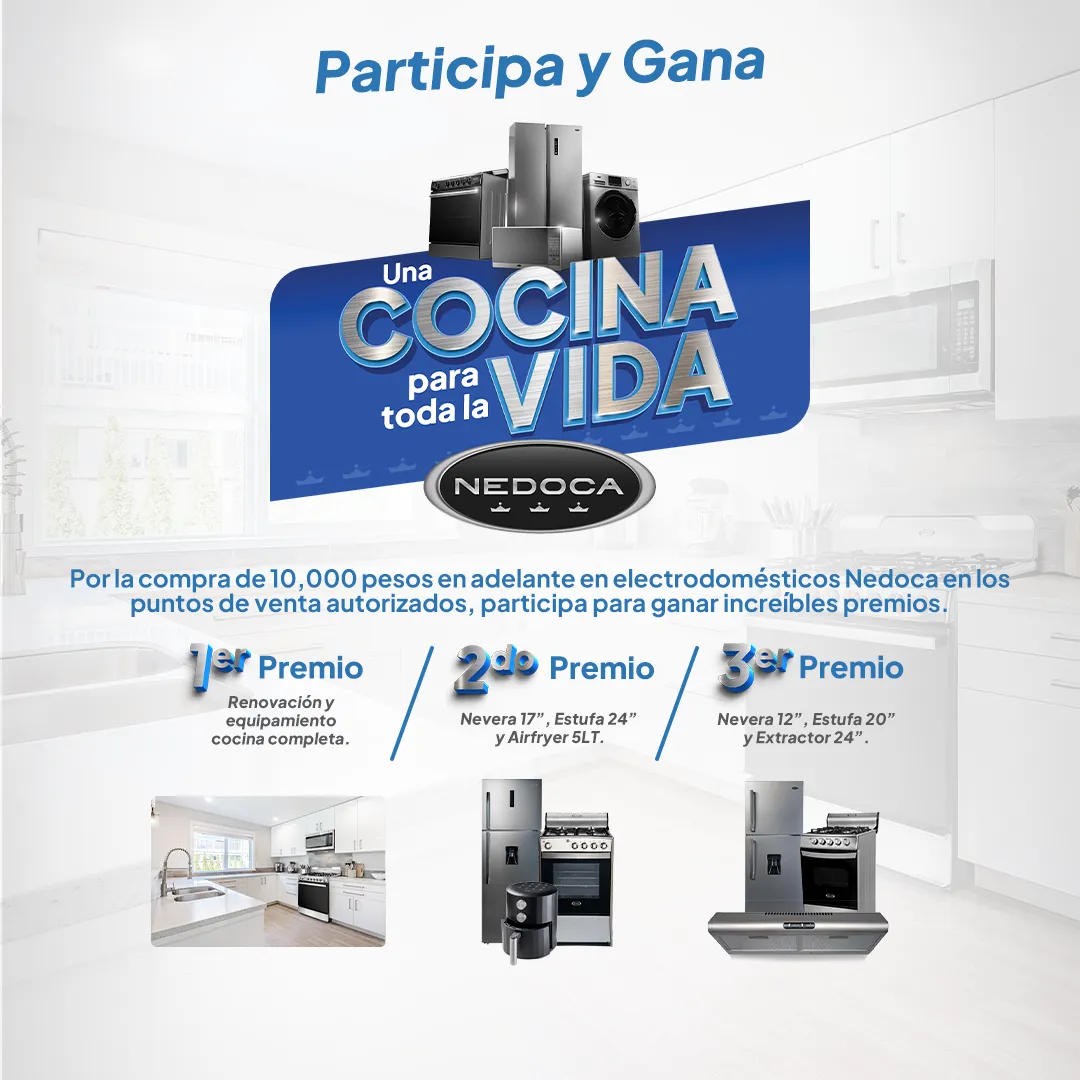 Participa y Gana
Una
COCINA
para
toda la
VIDA
NEDOCA
Por la compra de 10,000 pesos en adelante en electrodomésticos Nedoca en los
puntos de venta autorizados, participa para ganar increíbles premios.
1er Premio
Renovación y
equipamiento
cocina completa.
2do Premio
Nevera 17”, Estufa 24”
y Airfryer 5LT.
3er Premio
Nevera 12”, Estufa 20”
y Extractor 24”.